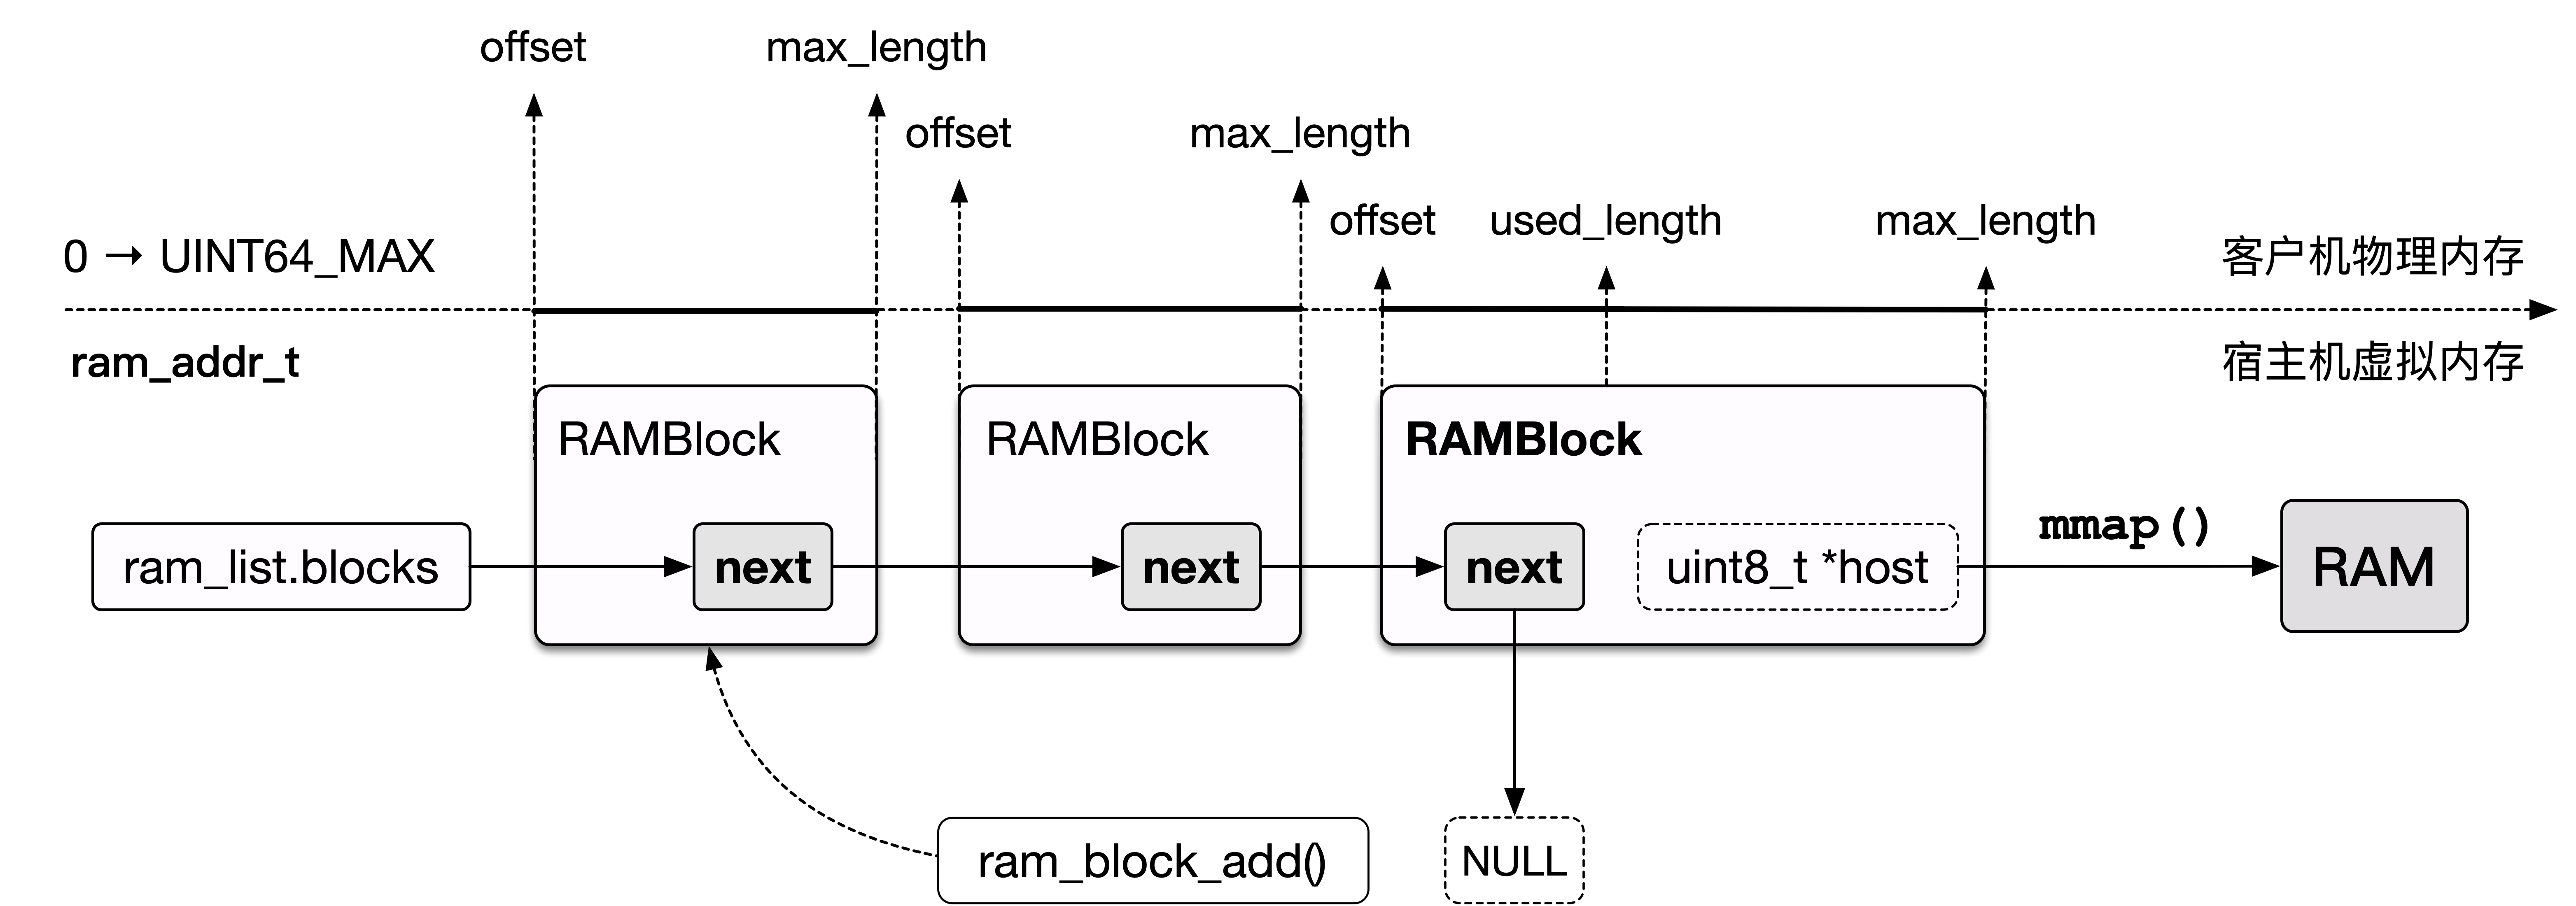 offset
max_length
offset
max_length
offset
used_length
max_length
0 → UINT64_MAX
客户机物理内存
ram_addr_t
宿主机虚拟内存
RAMBlock
RAMBlock
RAMBlock
ram_list.blocks
next
next
next
uint8_t *host
mmap()
RAM
ram_block_add()
NULL